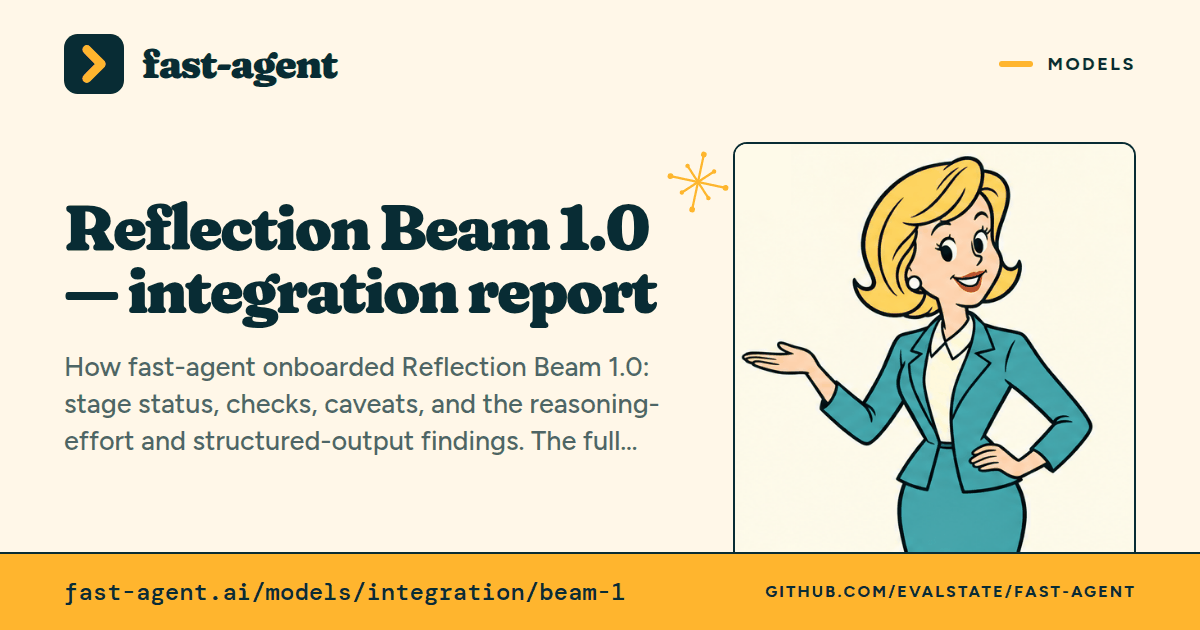 fast-agent
MODELS
Reflection Beam 1.0
— integration report
How fast-agent onboarded Reflection Beam 1.0:
stage status, checks, caveats, and the reasoning-
effort and structured-output findings. The full...
fast-agent.ai/models/integration/beam-1
GITHUB.COM/EVALSTATE/FAST-AGENT